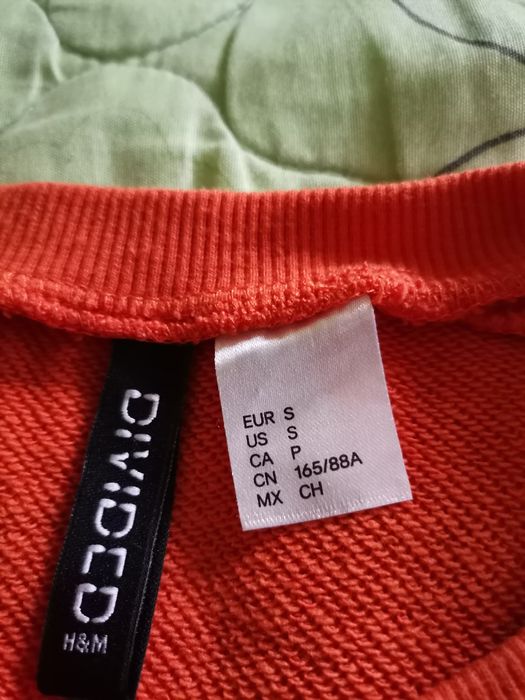 DIVIDED
H&M
EUR S
US S
CA P
CN 165/88A
MX CH